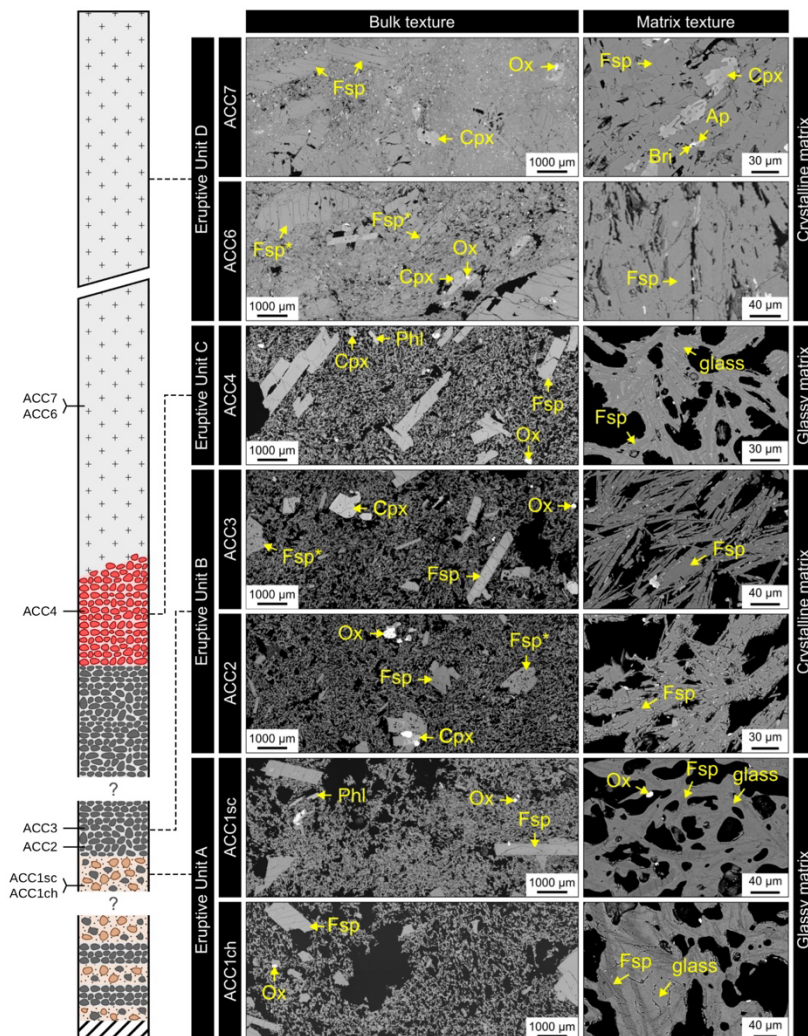 Bulk texture
Matrix texture
Eruptive Unit D
ACC7
Fsp
Ox
Cpx
1000 µm
Fsp
Cpx
Ap
Bri
30 µm
Crystalline matrix
ACC6
Fsp*
Fsp*
Ox
Cpx
1000 µm
1000 µm
Fsp
40 µm
Eruptive Unit C
ACC4
Cpx
Phl
Fsp
Ox
1000 µm
glass
Fsp
30 µm
Glassy matrix
Eruptive Unit B
ACC3
Cpx
Ox
Fsp*
Fsp
1000 µm
Fsp
40 µm
Crystalline matrix
ACC2
Ox
Fsp*
Fsp
Cpx
1000 µm
Fsp
30 µm
Eruptive Unit A
ACC1sc
Phl
Ox
Fsp
1000 µm
Ox
Fsp
glass
40 µm
Glassy matrix
ACC1ch
Fsp
Ox
1000 µm
Fsp
glass
40 µm
ACC7
ACC6
ACC4
?
ACC3
ACC2
ACC1sc
ACC1ch
?